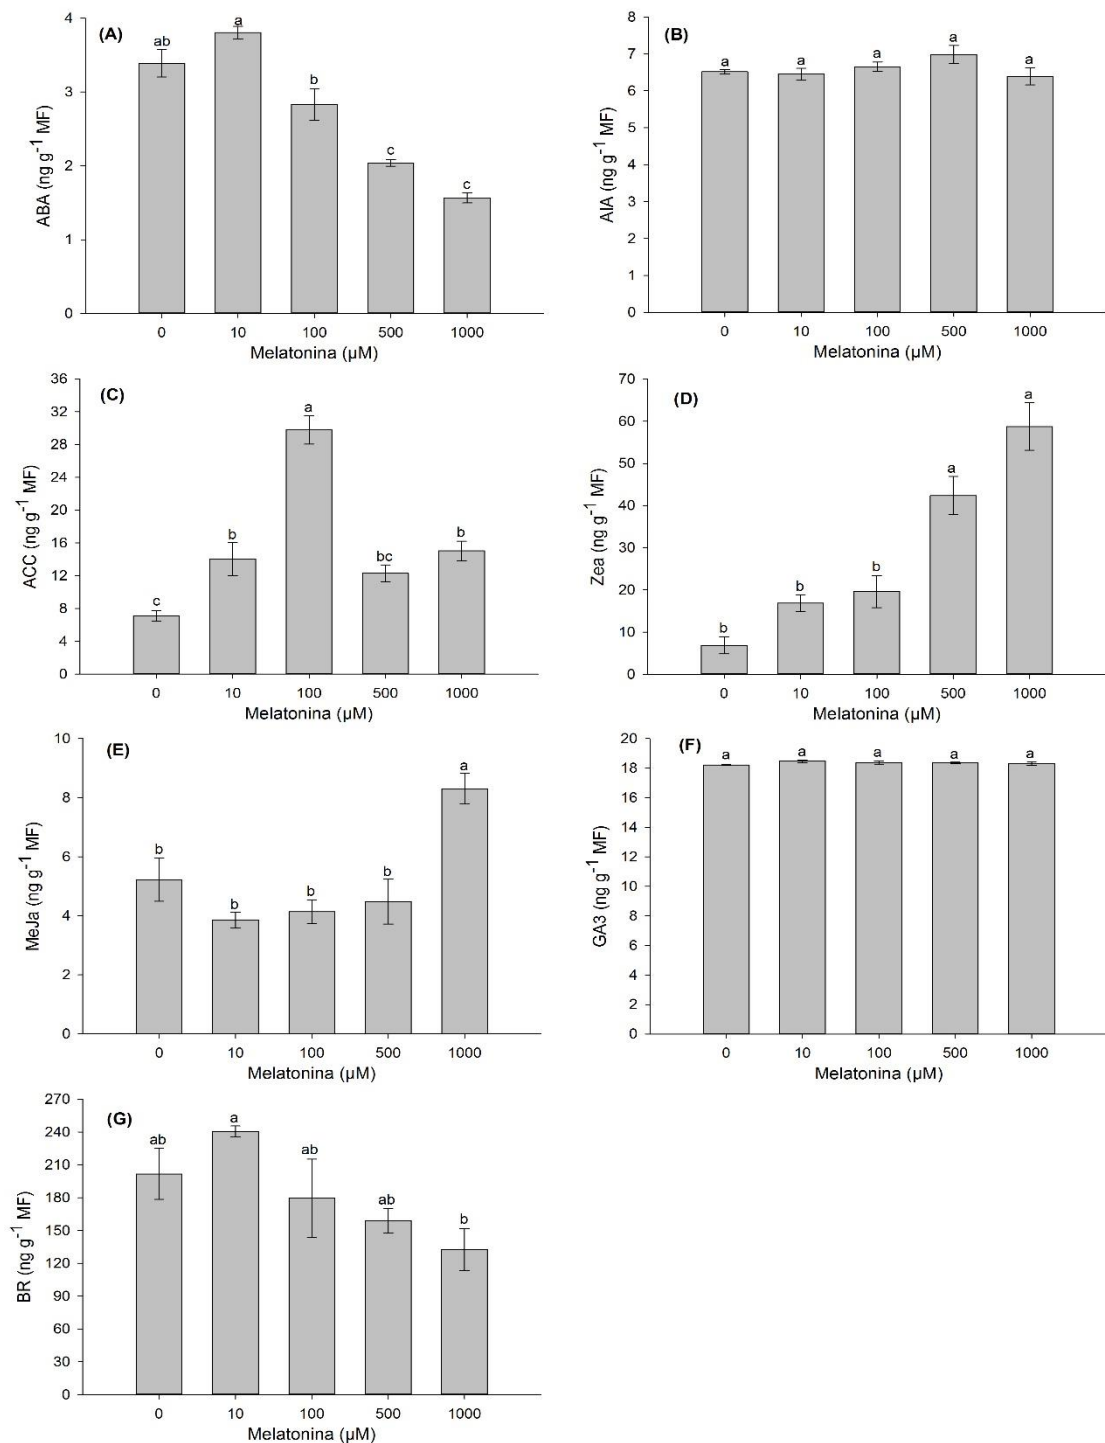 (A)
ABA (ng g⁻¹ MF)
4
3
2
1
0
ab
a
b
c
c
0 10 100 500 1000
Melatonina (µM)
(B)
AIA (ng g⁻¹ MF)
8
7
6
5
4
3
2
1
0
a
a
a
a
a
0 10 100 500 1000
Melatonina (µM)
(C)
ACC (ng g⁻¹ MF)
36
32
28
24
20
16
12
8
4
0
c
b
a
bc
b
0 10 100 500 1000
Melatonina (µM)
(D)
Zea (ng g⁻¹ MF)
70
60
50
40
30
20
10
0
b
b
b
a
a
0 10 100 500 1000
Melatonina (µM)
(E)
MeJa (ng g⁻¹ MF)
10
8
6
4
2
0
b
b
b
b
a
0 10 100 500 1000
Melatonina (µM)
(F)
GA3 (ng g⁻¹ MF)
20
18
16
14
12
10
8
6
4
2
0
a
a
a
a
a
0 10 100 500 1000
Melatonina (µM)
(G)
BR (ng g⁻¹ MF)
270
240
210
180
150
120
90
60
30
0
ab
a
ab
ab
b
0 10 100 500 1000
Melatonina (µM)